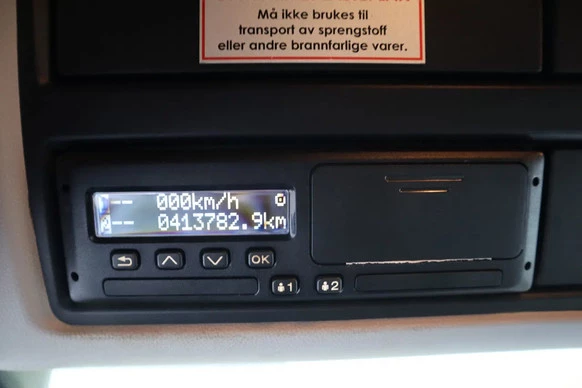 Må ikke brukes til
transport av sprengstoff
eller andre brannfarlige varer.
-- 000km/h
-- 0413782.9km
OK
1
2